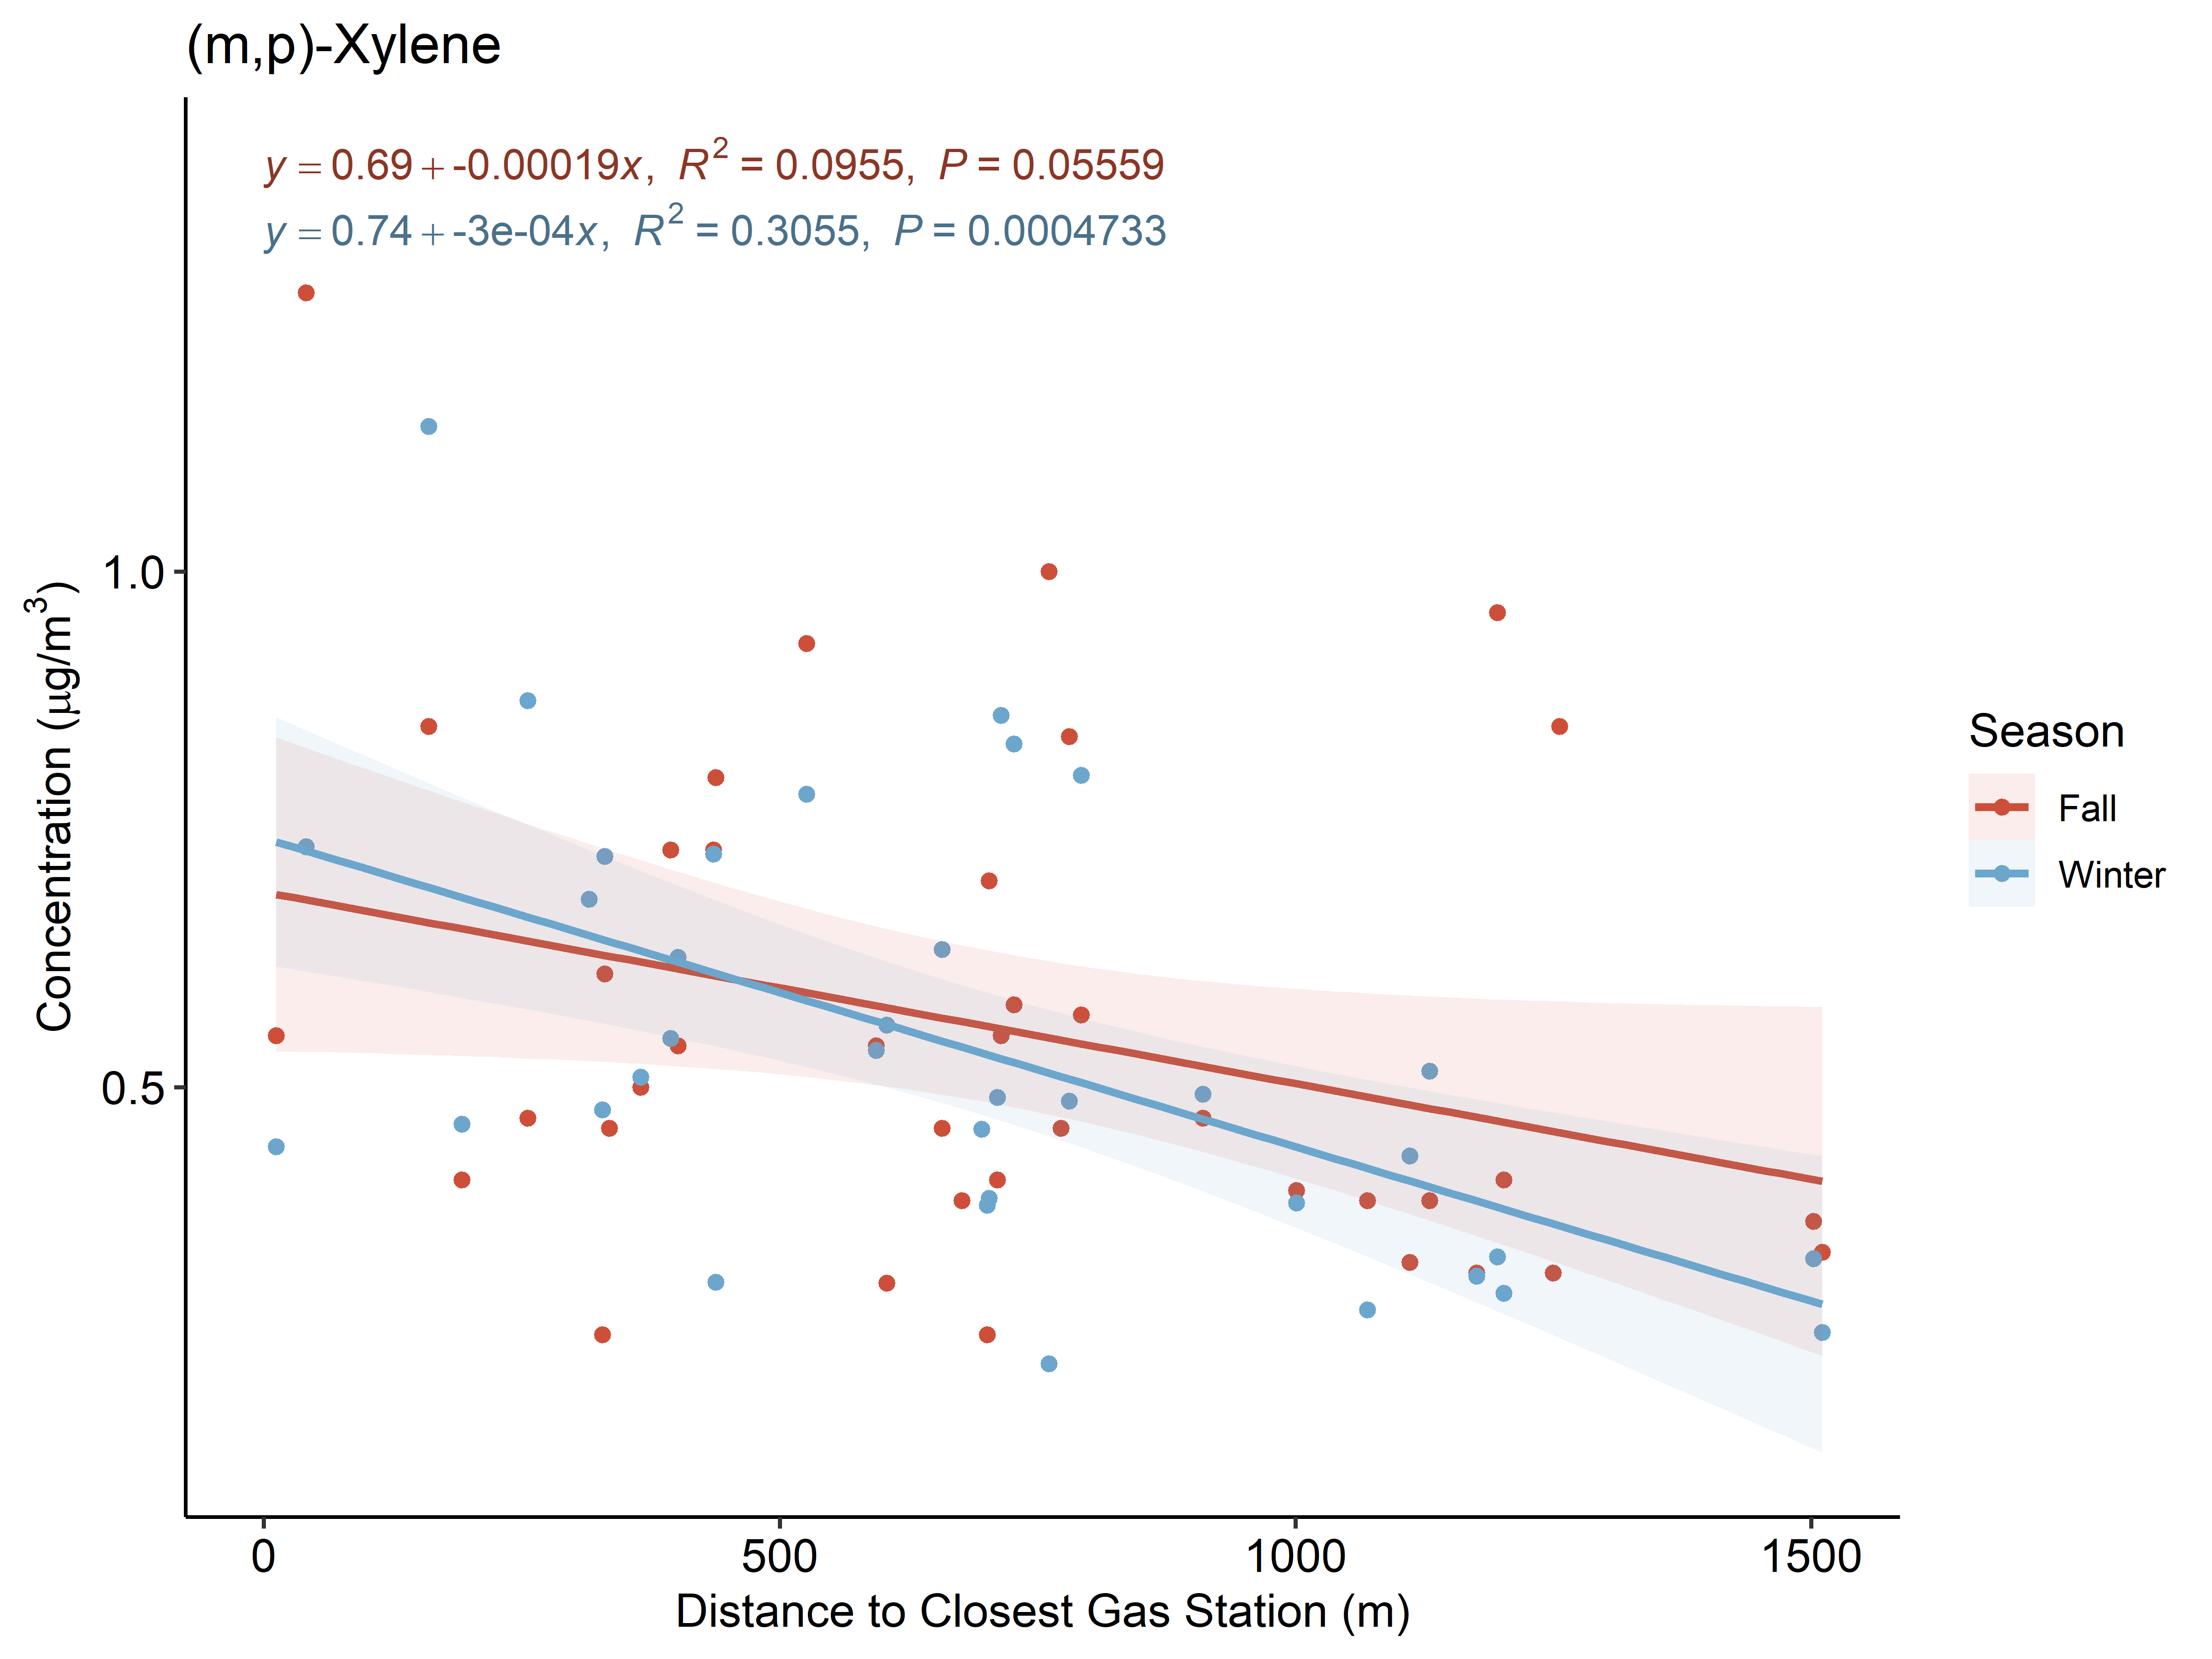 (m,p)-Xylene
y = 0.69 + -0.00019x, R² = 0.0955, P = 0.05559
y = 0.74 + -3e-04x, R² = 0.3055, P = 0.0004733
Concentration (μg/m³)
1.0
0.5
0 500 1000 1500
Distance to Closest Gas Station (m)
Season
Fall
Winter